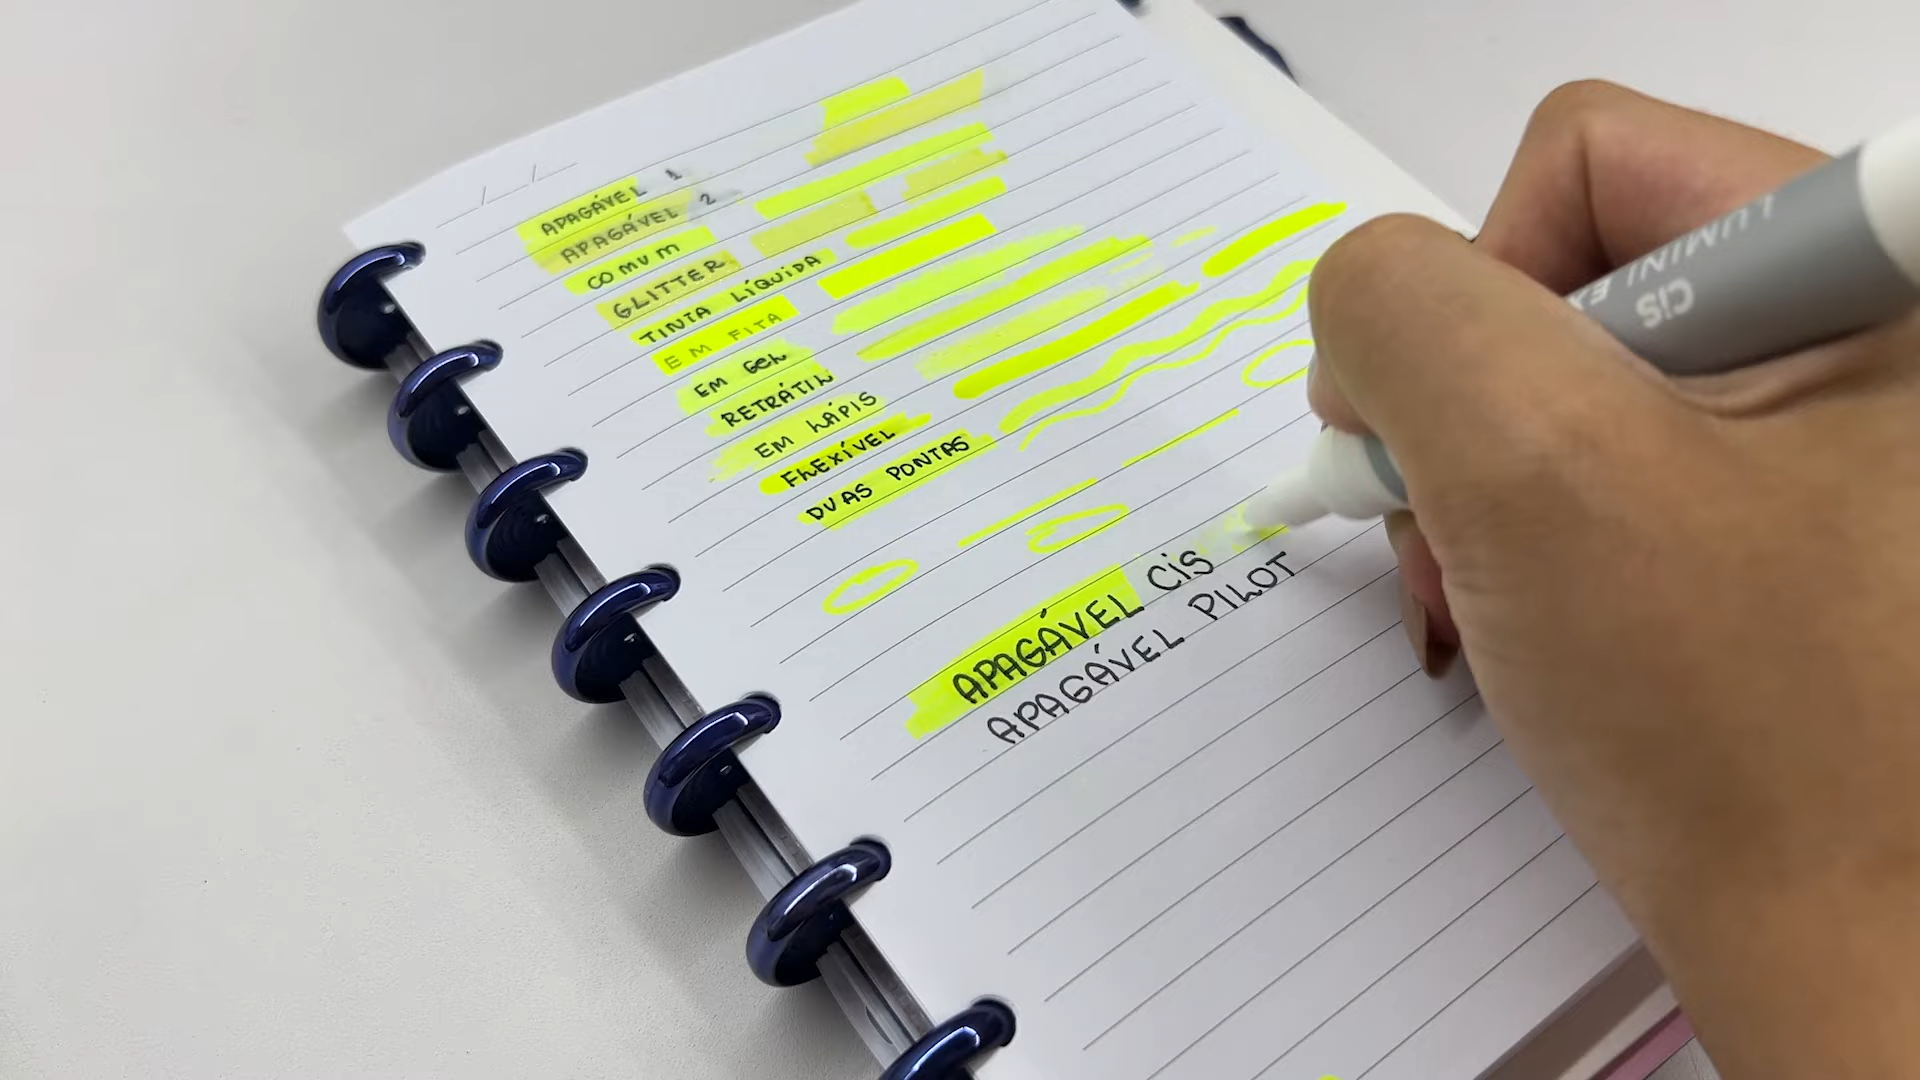 APAGÁVEL 1
APAGÁVEL 2
COMUM
GLITTER
TINTA LÍQUIDA
EM FITA
EM GEL
RETRÁTIL
EM LÁPIS
FLEXÍVEL
DUAS PONTAS
APAGÁVEL CIS
APAGÁVEL PILOT
CiS
LUMINI